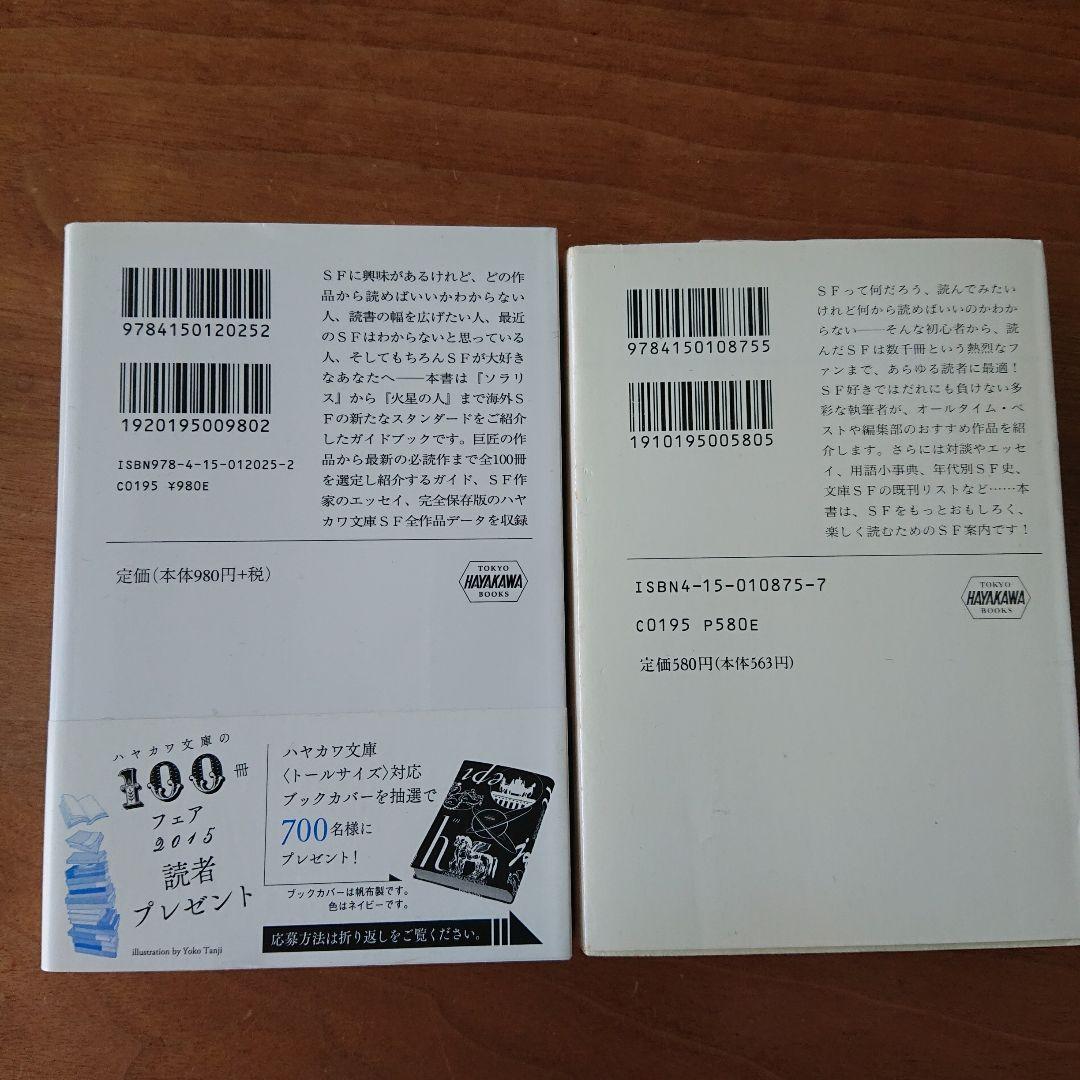 9784150120252
1920195009802
ISBN978-4-15-012025-2
C0195 ¥980E
ＳＦに興味があるけれど、どの作
品から読めばいいかわからない
人、読書の幅を広げたい人、最近
のＳＦはわからないと思っている
人、そしてもちろんＳＦが大好き
なあなたへ――本書は『ソラリ
ス』から『火星の人』まで海外Ｓ
Ｆの新たなスタンダードをご紹介
したガイドブックです。巨匠の作
品から最新の必読作まで全100冊
を選定し紹介するガイド、ＳＦ作
家のエッセイ、完全保存版のハヤ
カワ文庫ＳＦ全作品データを収録
定価(本体980円+税)
TOKYO
HAYAKAWA
BOOKS
ハヤカワ文庫の
100冊
フェア
2015
読者
プレゼント
illustration by Yoko Tanji
ハヤカワ文庫
〈トールサイズ〉対応
ブックカバーを抽選で
700名様に
プレゼント！
ブックカバーは帆布製です。
色はネイビーです。
epi
h
応募方法は折り返しをご覧ください。
9784150108755
1910195005805
ＳＦって何だろう、読んでみたい
けれど何から読めばいいのかわか
らない――そんな初心者から、読
んだＳＦは数千冊という熱烈なフ
ァンまで、あらゆる読者に最適！
ＳＦ好きではだれにも負けない多
彩な執筆者が、オールタイム・ベ
ストや編集部のおすすめ作品を紹
介します。さらには対談やエッセ
イ、用語小事典、年代別ＳＦ史、
文庫ＳＦの既刊リストなど……本
書は、ＳＦをもっとおもしろく、
楽しく読むためのＳＦ案内です！
ISBN4-15-010875-7
C0195 P580E
定価580円(本体563円)
TOKYO
HAYAKAWA
BOOKS